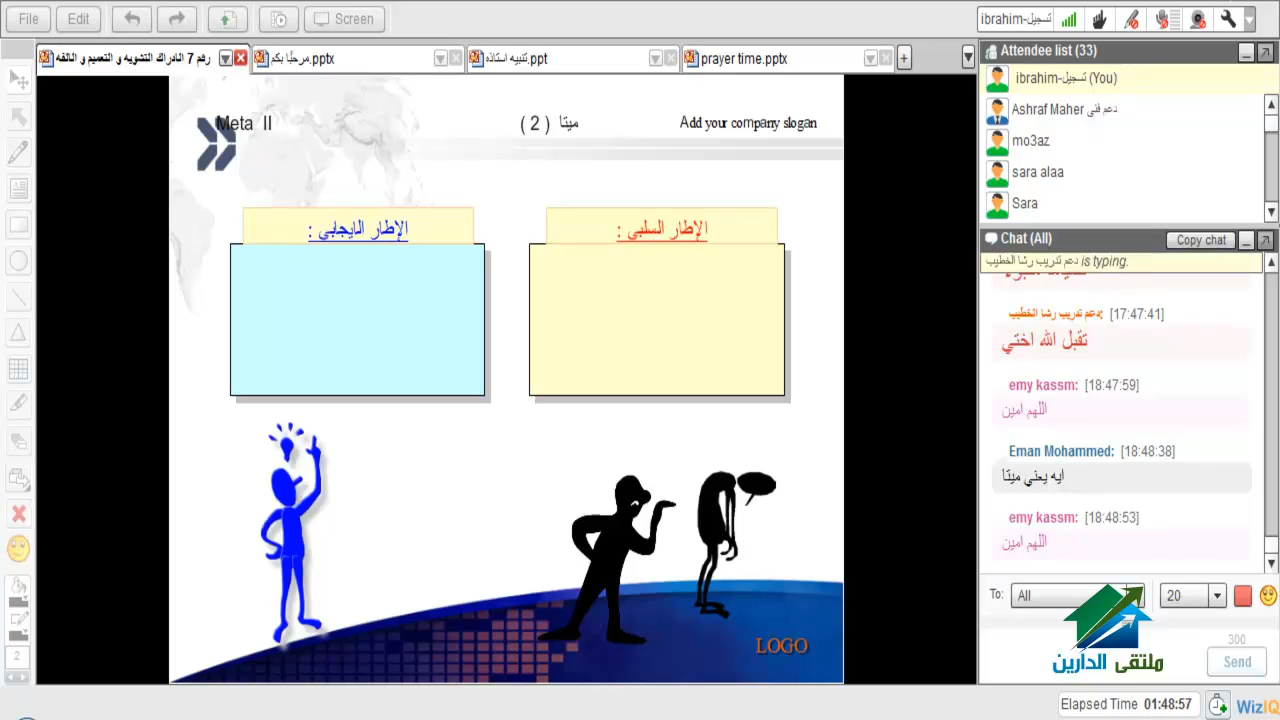 File Edit Screen
ibrahim-تسجيل
رقم 7 الادراك التشويه و التعميم و الالغه
مرحبًا بكم.pptx
تنبيه استاذه.ppt
prayer time.pptx
Attendee list (33)
ibrahim-تسجيل (You)
Ashraf Maher دعم فنى
mo3az
sara alaa
Sara
Meta II
ميتا ( 2 )
Add your company slogan
الإطار الايجابي :
الإطار السلبي :
LOGO
Chat (All)
Copy chat
دعم تدريب رشا الخطيب is typing.
دعم تدريب رشا الخطيب: [17:47:41]
تقبل الله اختي
emy kassm: [18:47:59]
اللهم امين
Eman Mohammed: [18:48:38]
ايه يعني ميتا
emy kassm: [18:48:53]
اللهم امين
To: All 20
300
Send
ملتقى الدارين
2
Elapsed Time 01:48:57
WizIQ